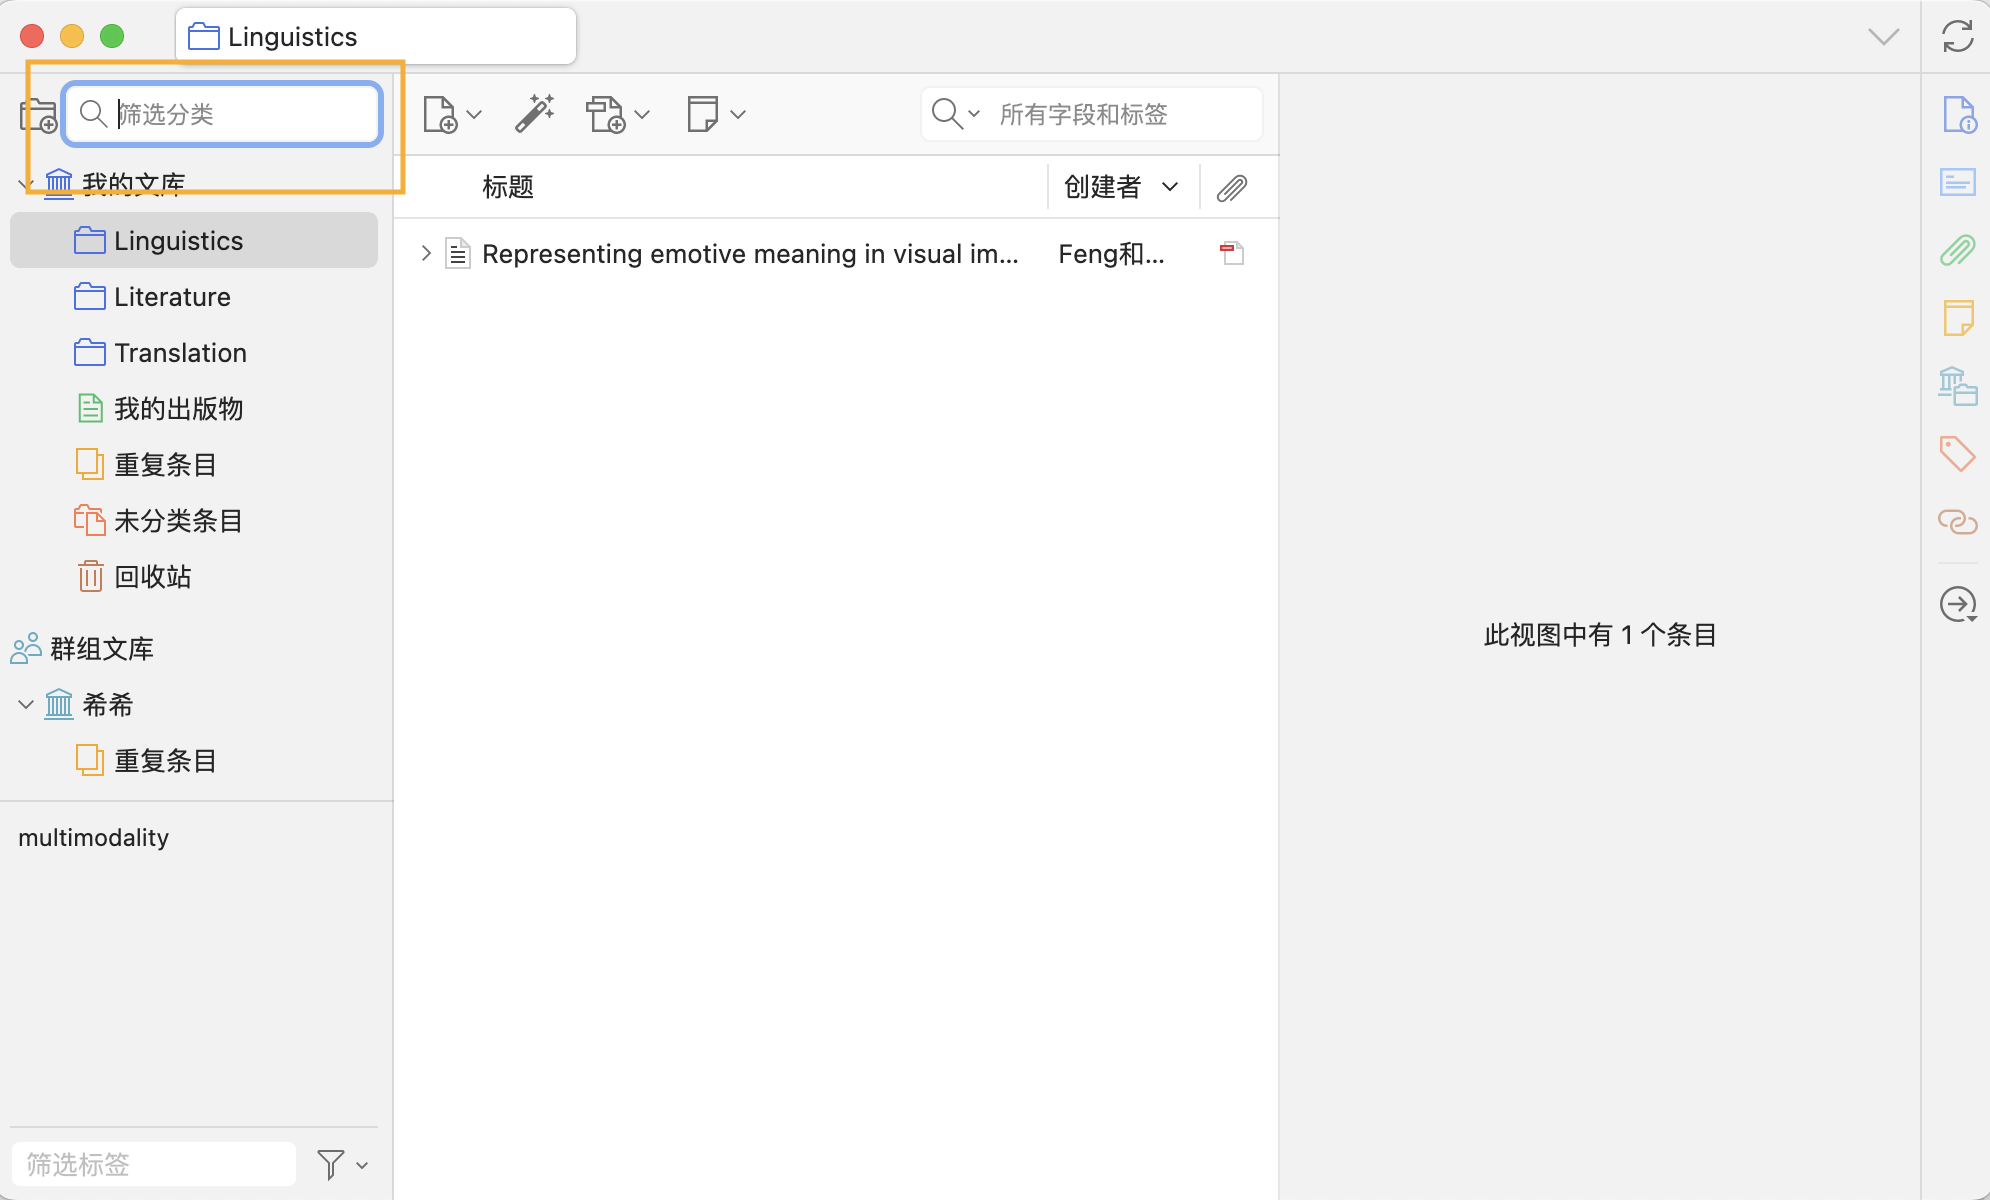 Linguistics
筛选分类
所有字段和标签
我的文库
Linguistics
Literature
Translation
我的出版物
重复条目
未分类条目
回收站
群组文库
希希
重复条目
multimodality
筛选标签
标题
创建者
Representing emotive meaning in visual im...
Feng和...
此视图中有 1 个条目